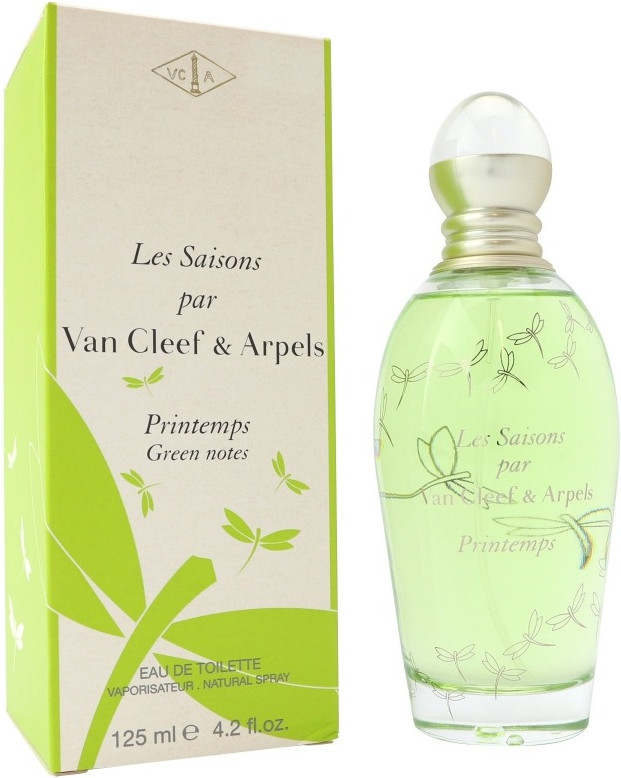 VC A
Les Saisons
par
Van Cleef & Arpels
Printemps
Green notes
EAU DE TOILETTE
VAPORISATEUR . NATURAL SPRAY
125 ml e 4.2 fl.oz.
Les Saisons
par
Van Cleef & Arpels
Printemps